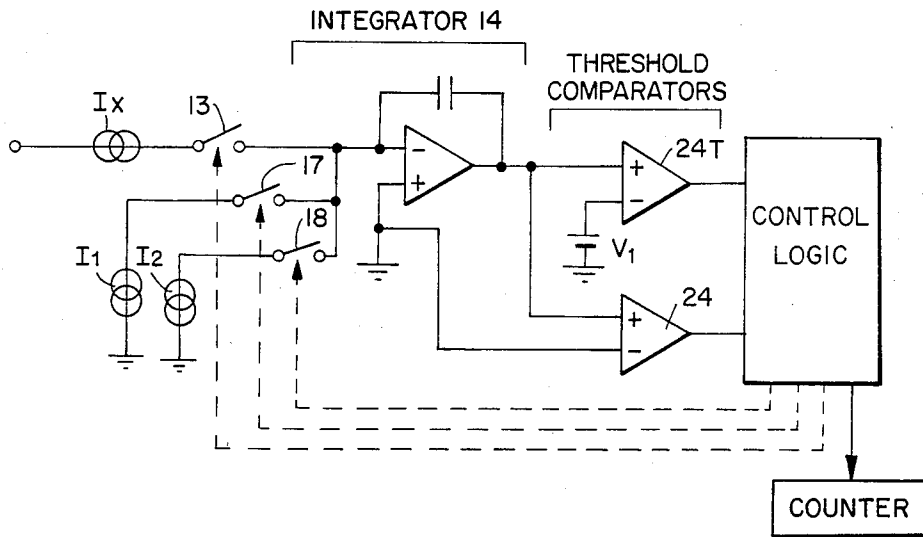 INTEGRATOR 14
THRESHOLD
COMPARATORS
Ix
13
17
18
I1
I2
-
+
+
-
24T
V1
+
-
24
CONTROL
LOGIC
COUNTER